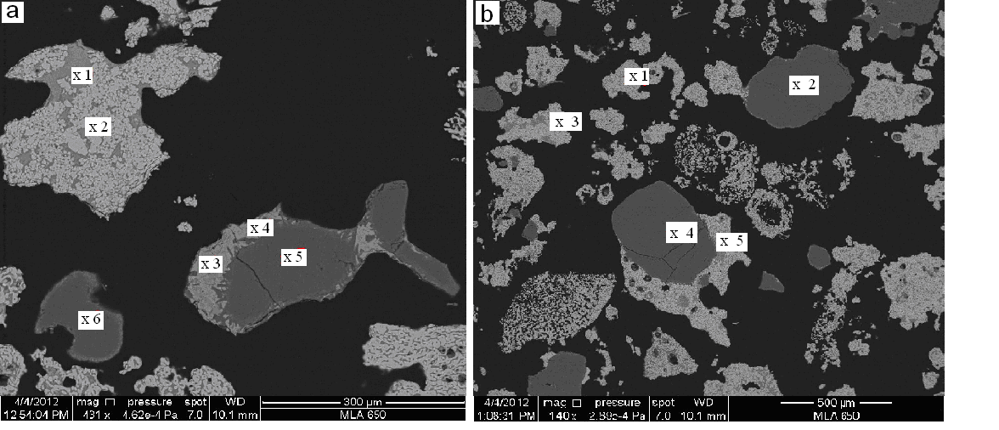 a
x 1
x 2
x 4
x 3
x 5
x 6
4/4/2012 mag □ pressure spot WD 300 µm
12:54:04 PM 431 x 4.62e-4 Pa 7.0 10.1 mm MLA 650
b
x 1
x 2
x 3
x 4
x 5
4/4/2012 mag □ pressure spot WD 500 µm
1:08:31 PM 140 x 2.89e-4 Pa 7.0 10.1 mm MLA 650